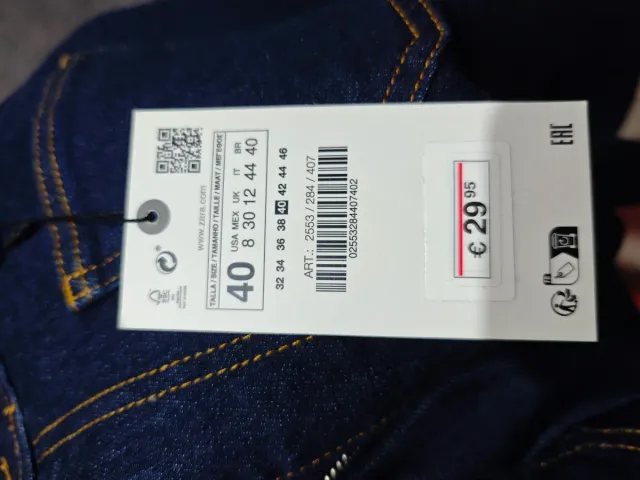 www.zara.com
TALLA / SIZE / TAMANHO / TAILLE / MAAT / ΜΕΓΕΘΟΣ
40
USA MEX UK IT BR
8 30 12 44 40
32 34 36 38 40 42 44 46
ART.: 2553 / 284 / 407
02553284407402
€ 29 95
EAC